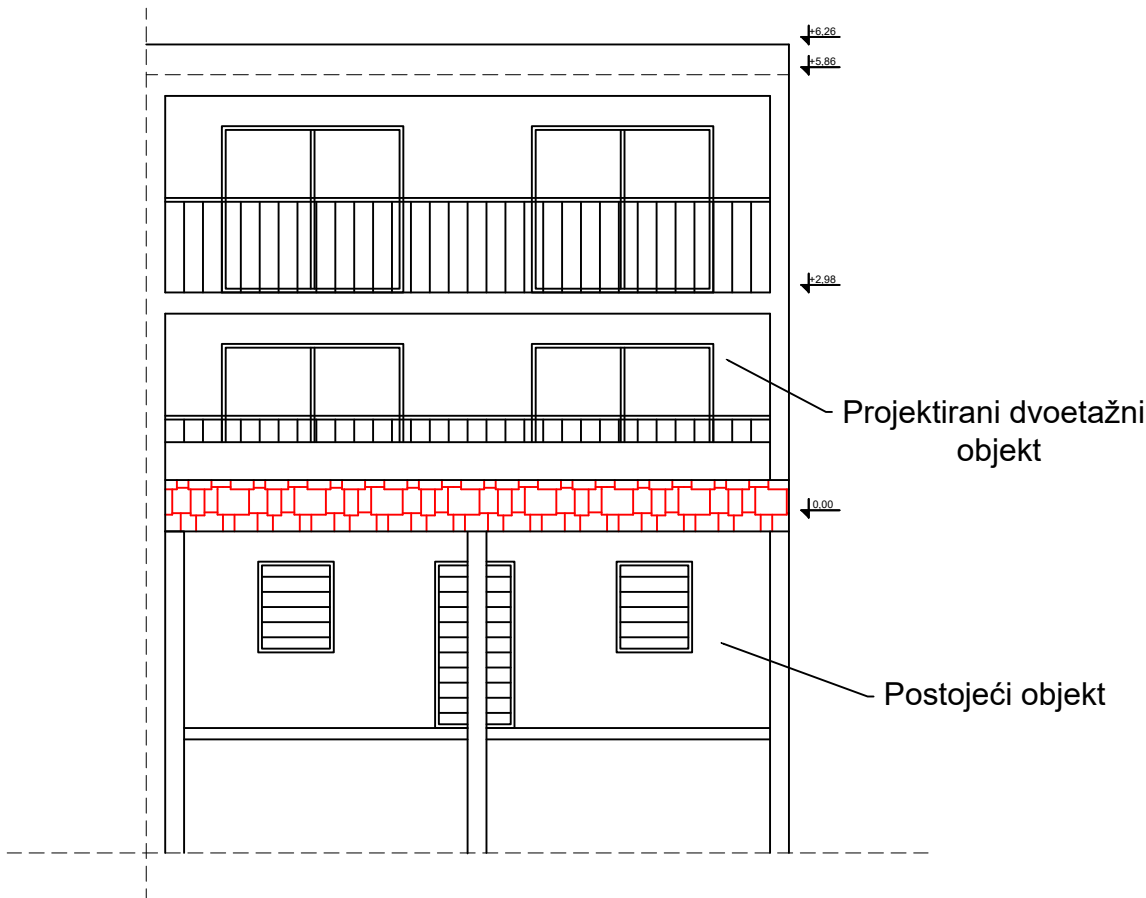 +6,26
+5,86
+2,98
Projektirani dvoetažni
objekt
0,00
Postojeći objekt